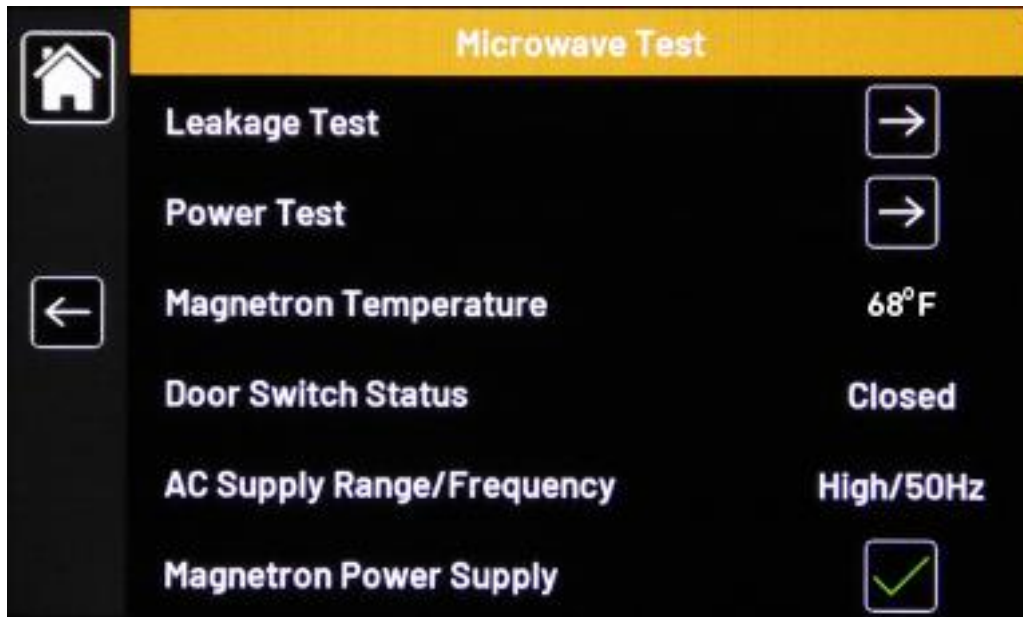 Microwave Test
Leakage Test
Power Test
Magnetron Temperature 68°F
Door Switch Status Closed
AC Supply Range/Frequency High/50Hz
Magnetron Power Supply